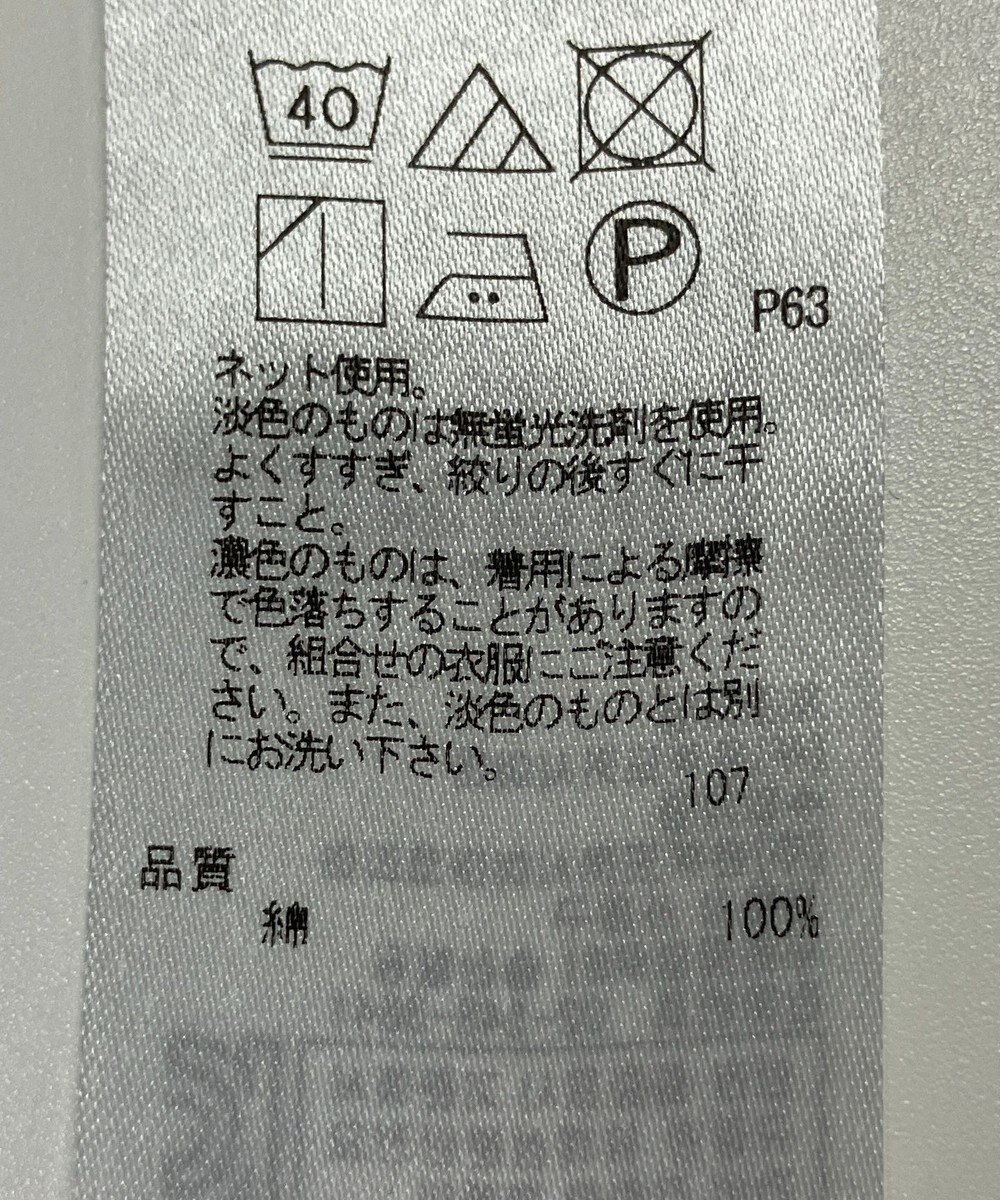 40
P
P63
ネット使用。
淡色のものは無蛍光洗剤を使用。
よくすすぎ、絞りの後すぐに干
すこと。
濃色のものは、着用による摩擦
で色落ちすることがありますの
で、組合せの衣服にご注意くだ
さい。また、淡色のものとは別
にお洗い下さい。
107
品質
綿 100%